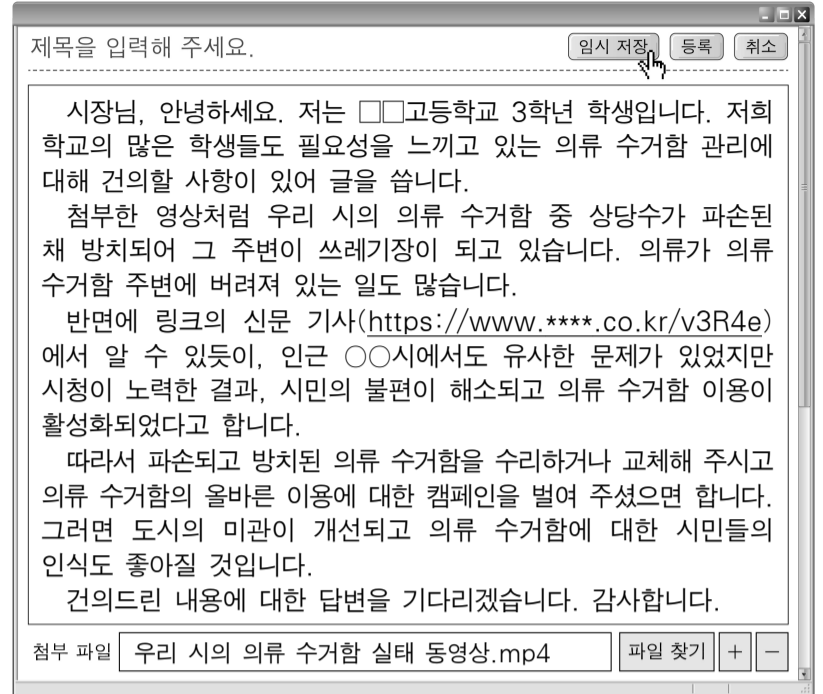 제목을 입력해 주세요.
임시 저장 등록 취소
시장님, 안녕하세요. 저는 □□고등학교 3학년 학생입니다. 저희
학교의 많은 학생들도 필요성을 느끼고 있는 의류 수거함 관리에
대해 건의할 사항이 있어 글을 씁니다.
첨부한 영상처럼 우리 시의 의류 수거함 중 상당수가 파손된
채 방치되어 그 주변이 쓰레기장이 되고 있습니다. 의류가 의류
수거함 주변에 버려져 있는 일도 많습니다.
반면에 링크의 신문 기사(https://www.****.co.kr/v3R4e)
에서 알 수 있듯이, 인근 ○○시에서도 유사한 문제가 있었지만
시청이 노력한 결과, 시민의 불편이 해소되고 의류 수거함 이용이
활성화되었다고 합니다.
따라서 파손되고 방치된 의류 수거함을 수리하거나 교체해 주시고
의류 수거함의 올바른 이용에 대한 캠페인을 벌여 주셨으면 합니다.
그러면 도시의 미관이 개선되고 의류 수거함에 대한 시민들의
인식도 좋아질 것입니다.
건의드린 내용에 대한 답변을 기다리겠습니다. 감사합니다.
첨부 파일 우리 시의 의류 수거함 실태 동영상.mp4 파일 찾기 + -